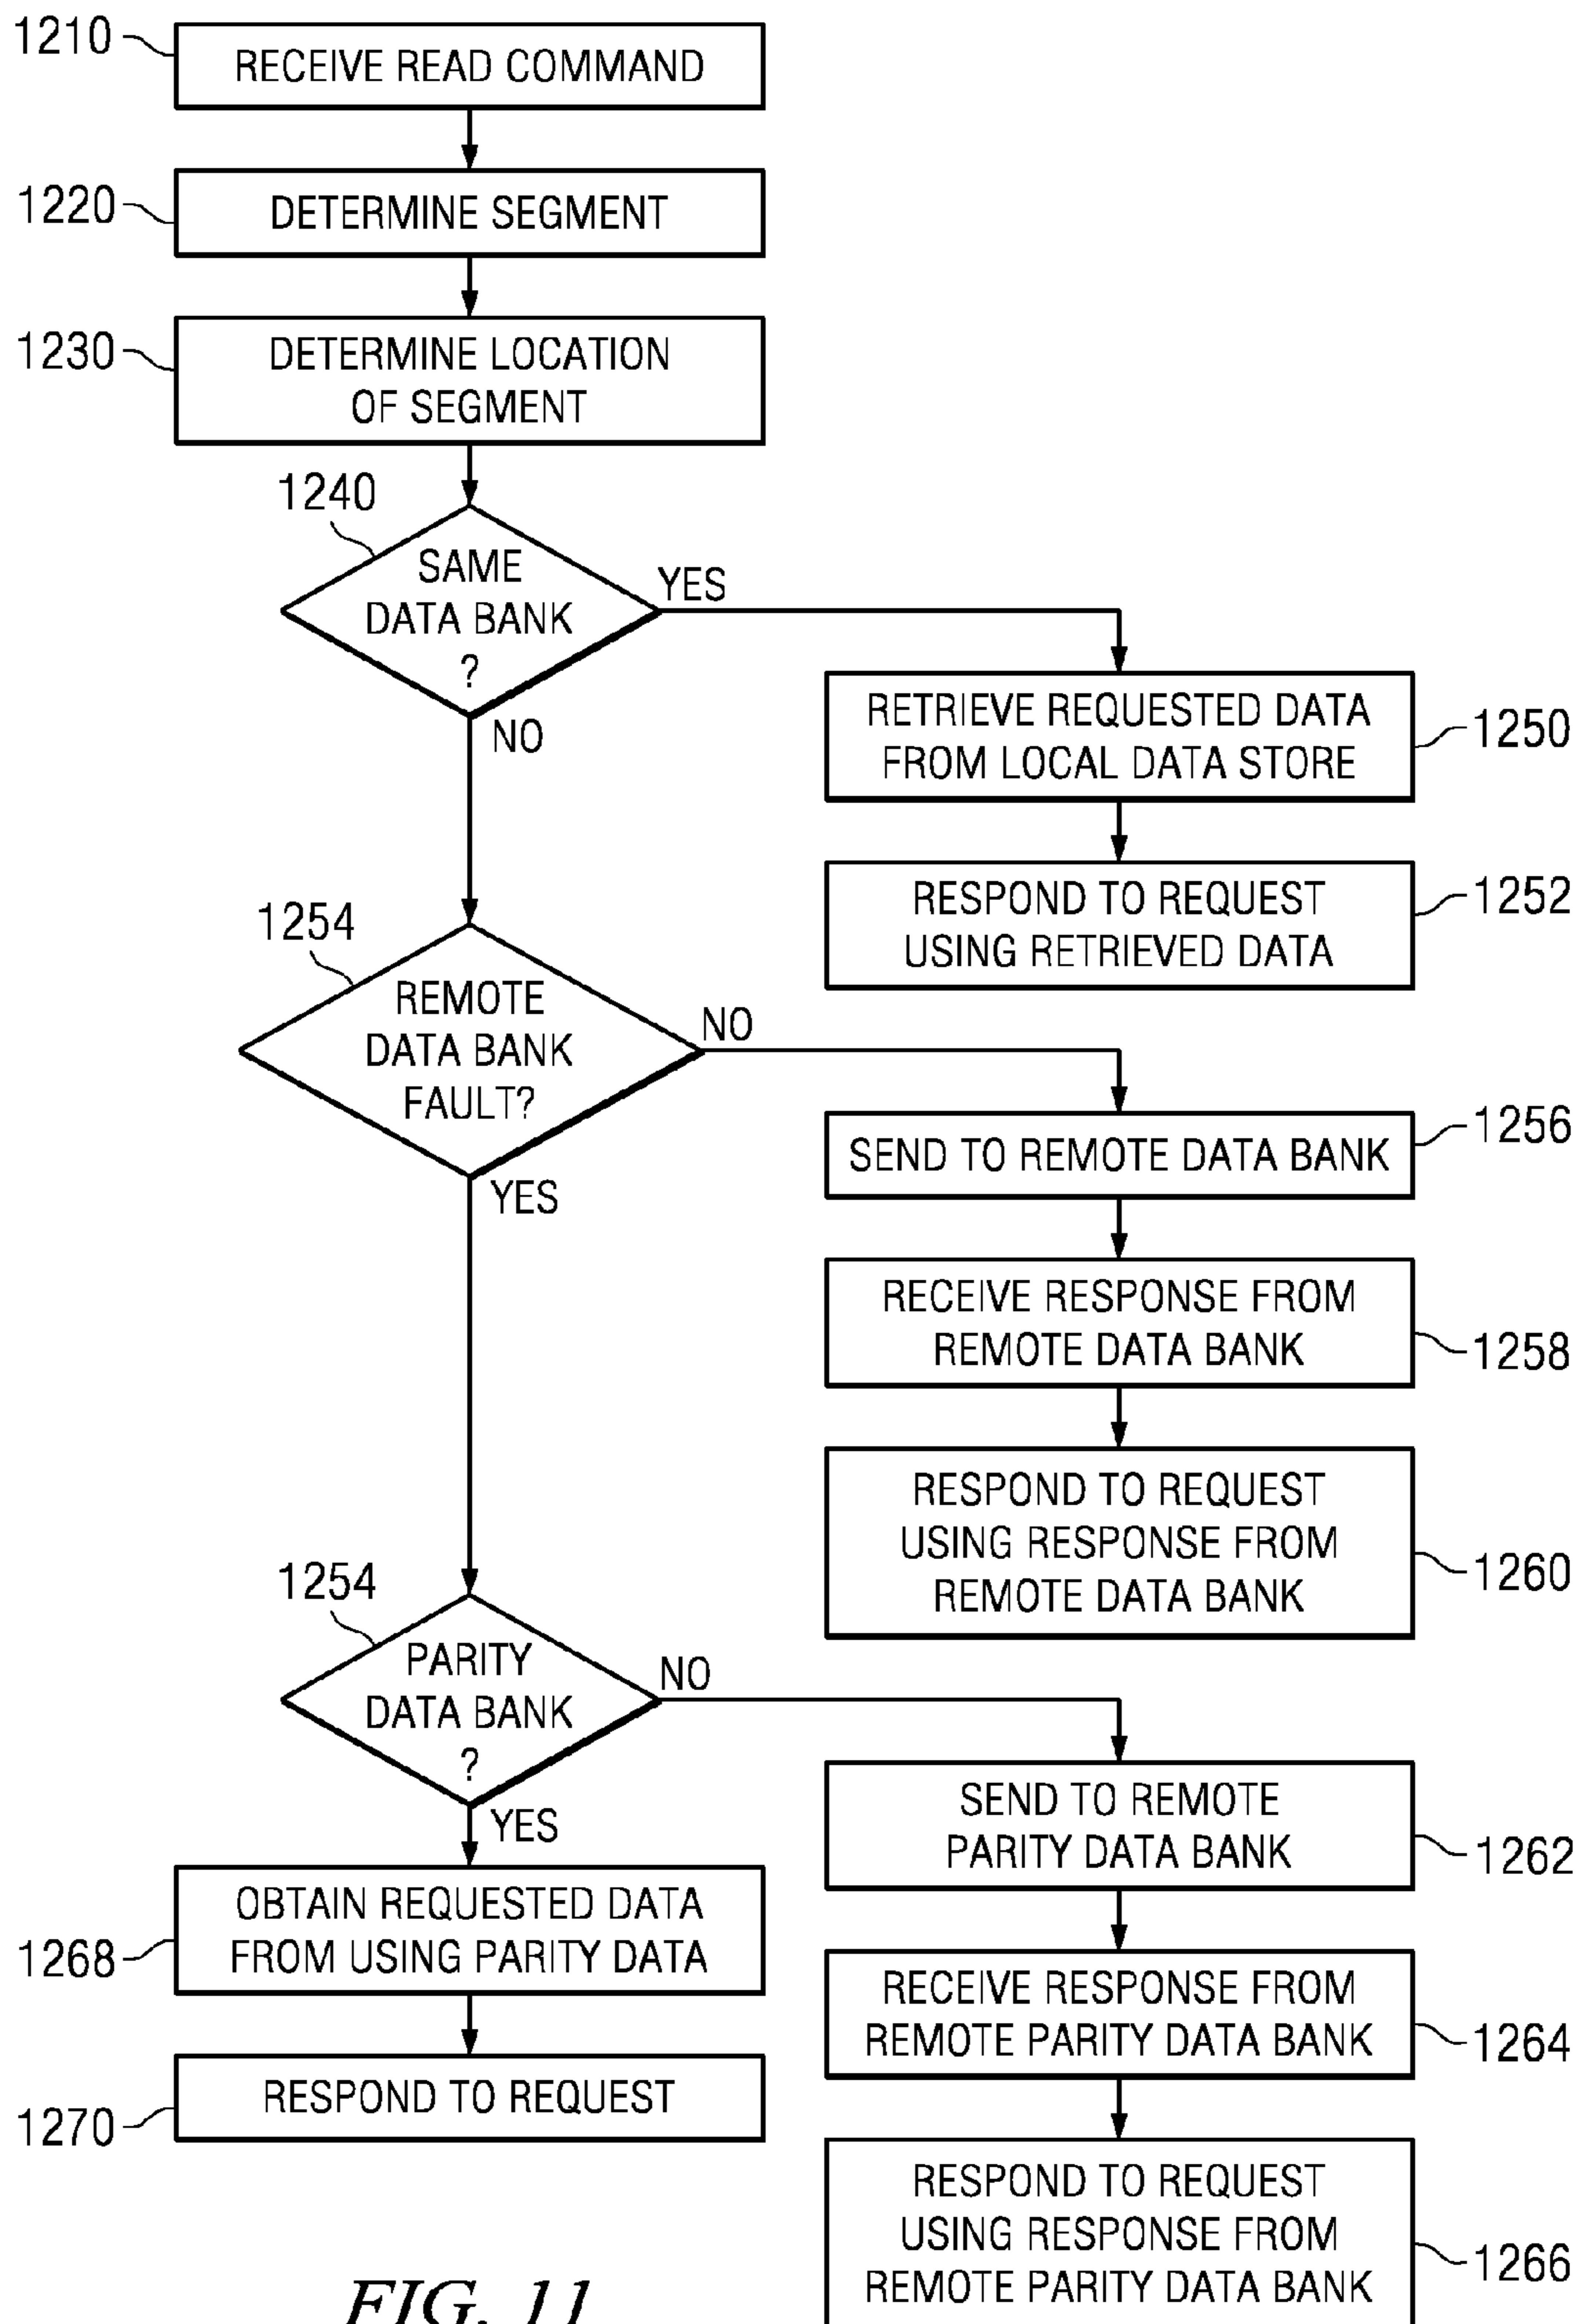 1210
RECEIVE READ COMMAND
1220
DETERMINE SEGMENT
1230
DETERMINE LOCATION
OF SEGMENT
1240
SAME
DATA BANK
?
YES
NO
RETRIEVE REQUESTED DATA
FROM LOCAL DATA STORE
1250
RESPOND TO REQUEST
USING RETRIEVED DATA
1252
1254
REMOTE
DATA BANK
FAULT?
NO
YES
SEND TO REMOTE DATA BANK
1256
RECEIVE RESPONSE FROM
REMOTE DATA BANK
1258
RESPOND TO REQUEST
USING RESPONSE FROM
REMOTE DATA BANK
1260
1254
PARITY
DATA BANK
?
NO
YES
SEND TO REMOTE
PARITY DATA BANK
1262
OBTAIN REQUESTED DATA
FROM USING PARITY DATA
1268
RECEIVE RESPONSE FROM
REMOTE PARITY DATA BANK
1264
RESPOND TO REQUEST
1270
RESPOND TO REQUEST
USING RESPONSE FROM
REMOTE PARITY DATA BANK
1266
FIG. 11